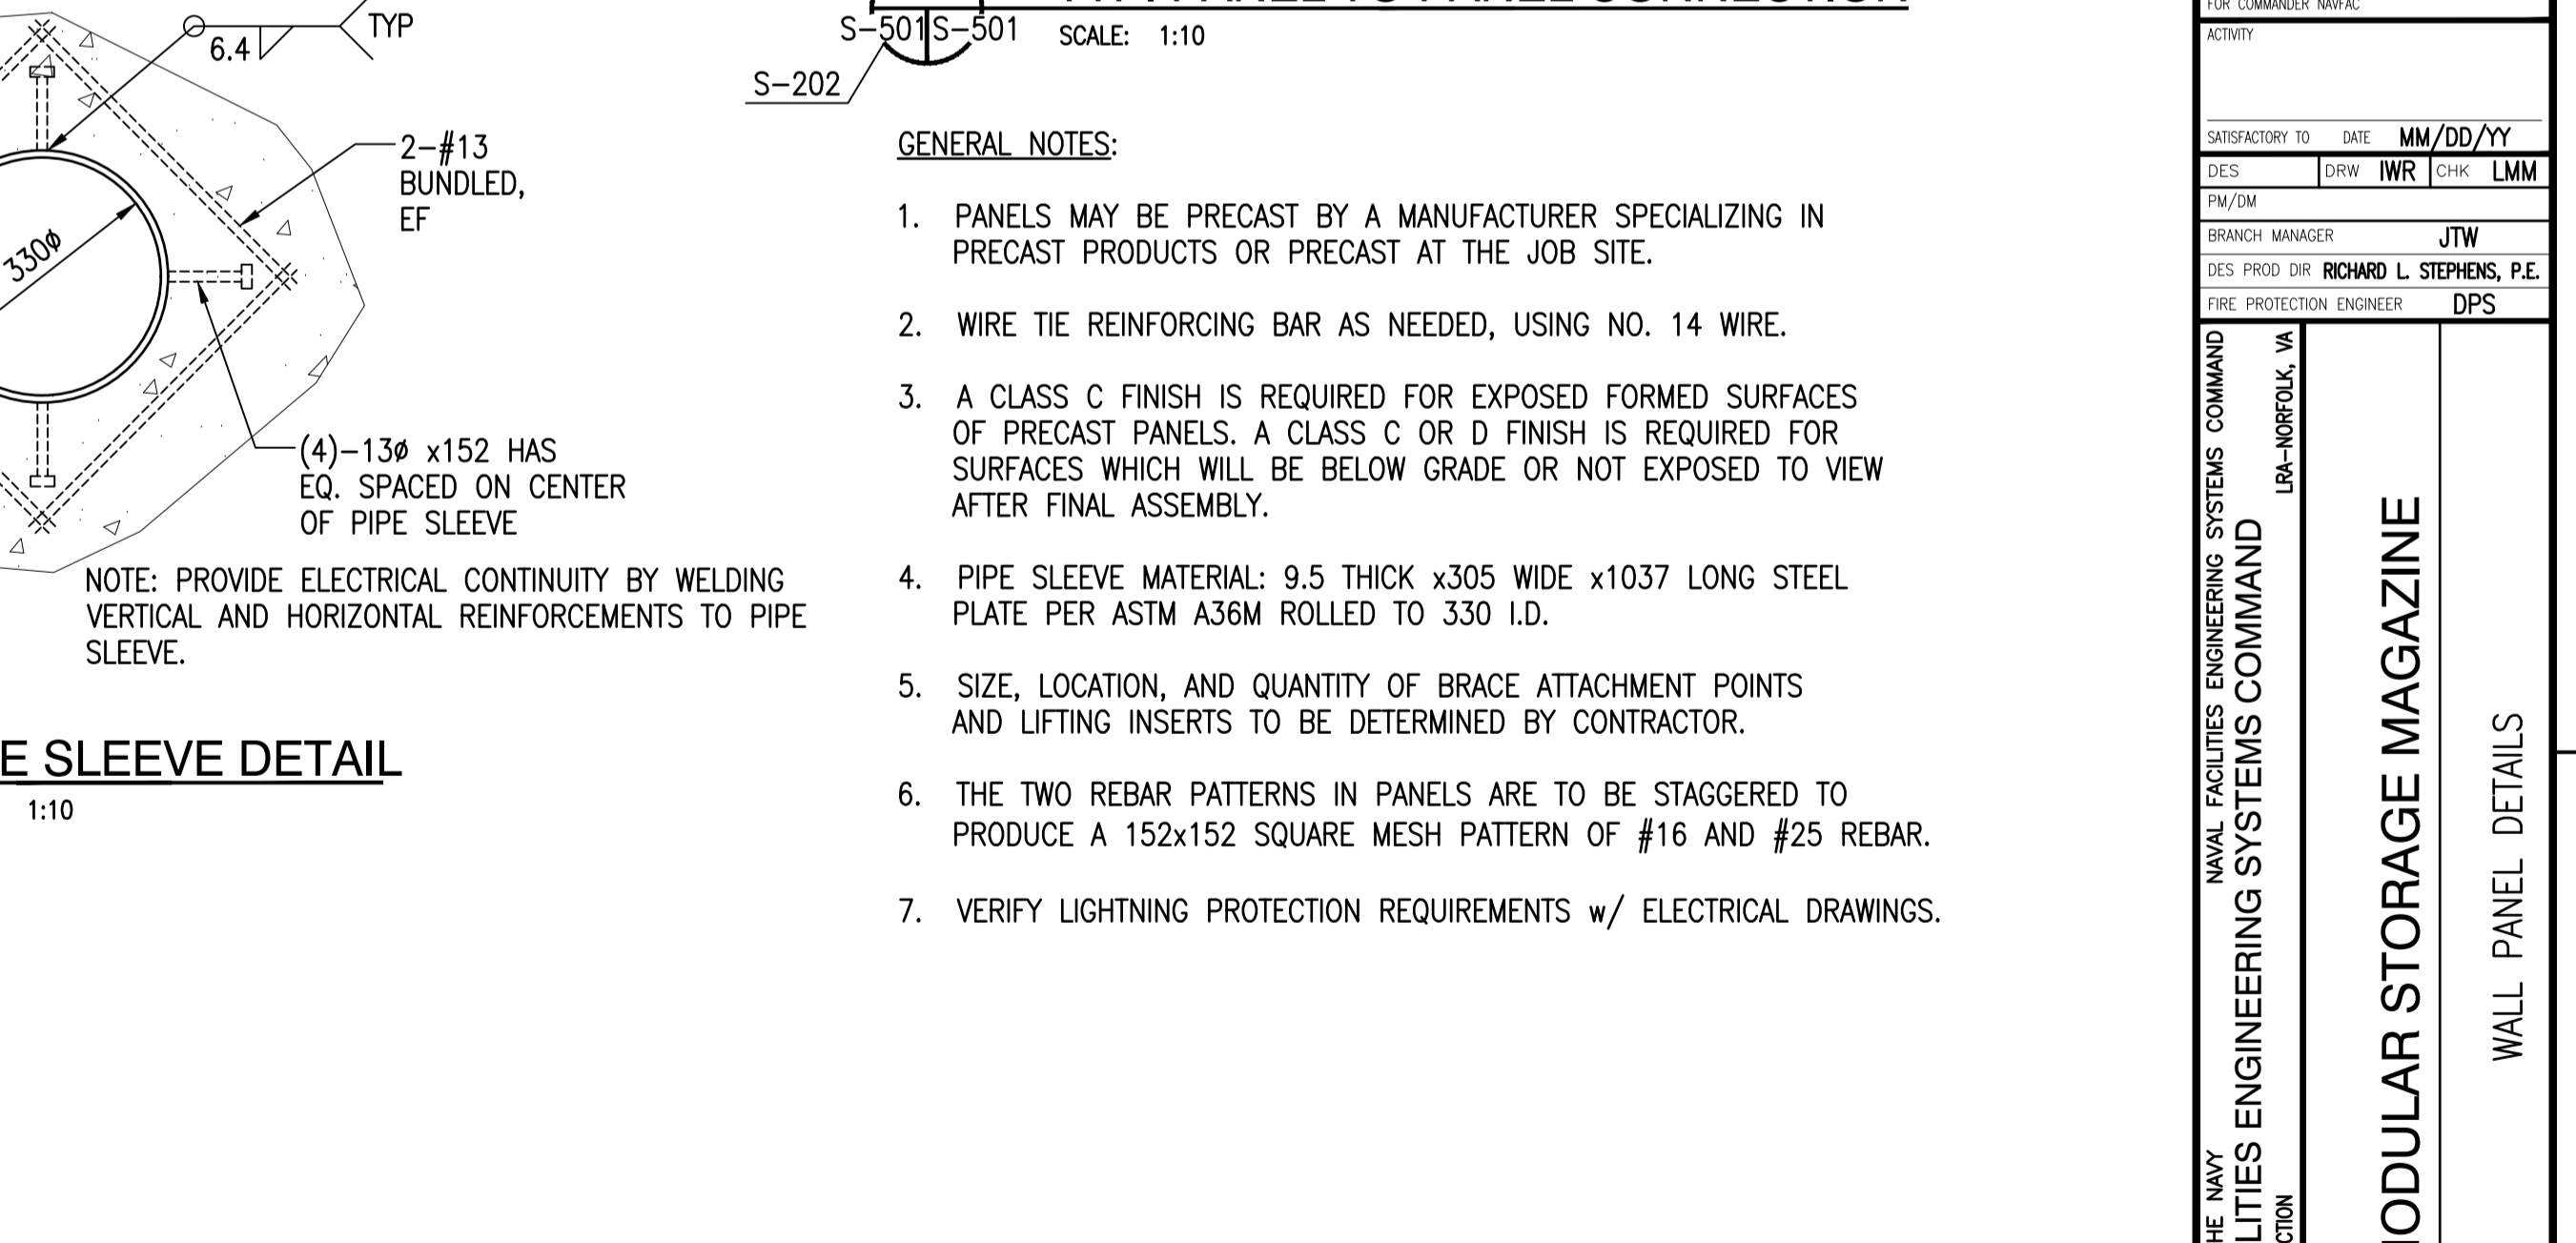 TYP
6.4
2-#13
BUNDLED,
EF
330ø
(4)-13ø x152 HAS
EQ. SPACED ON CENTER
OF PIPE SLEEVE
NOTE: PROVIDE ELECTRICAL CONTINUITY BY WELDING
VERTICAL AND HORIZONTAL REINFORCEMENTS TO PIPE
SLEEVE.
E SLEEVE DETAIL
1:10
S-501 S-501
SCALE: 1:10
S-202
GENERAL NOTES:
1. PANELS MAY BE PRECAST BY A MANUFACTURER SPECIALIZING IN
PRECAST PRODUCTS OR PRECAST AT THE JOB SITE.
2. WIRE TIE REINFORCING BAR AS NEEDED, USING NO. 14 WIRE.
3. A CLASS C FINISH IS REQUIRED FOR EXPOSED FORMED SURFACES
OF PRECAST PANELS. A CLASS C OR D FINISH IS REQUIRED FOR
SURFACES WHICH WILL BE BELOW GRADE OR NOT EXPOSED TO VIEW
AFTER FINAL ASSEMBLY.
4. PIPE SLEEVE MATERIAL: 9.5 THICK x305 WIDE x1037 LONG STEEL
PLATE PER ASTM A36M ROLLED TO 330 I.D.
5. SIZE, LOCATION, AND QUANTITY OF BRACE ATTACHMENT POINTS
AND LIFTING INSERTS TO BE DETERMINED BY CONTRACTOR.
6. THE TWO REBAR PATTERNS IN PANELS ARE TO BE STAGGERED TO
PRODUCE A 152x152 SQUARE MESH PATTERN OF #16 AND #25 REBAR.
7. VERIFY LIGHTNING PROTECTION REQUIREMENTS w/ ELECTRICAL DRAWINGS.
FOR COMMANDER NAVFAC
ACTIVITY
SATISFACTORY TO DATE MM/DD/YY
DES DRW IWR CHK LMM
PM/DM
BRANCH MANAGER JTW
DES PROD DIR RICHARD L. STEPHENS, P.E.
FIRE PROTECTION ENGINEER DPS
HE NAVY NAVAL FACILITIES ENGINEERING SYSTEMS COMMAND
LITIES ENGINEERING SYSTEMS COMMAND
CTION LRA-NORFOLK, VA
ODULAR STORAGE MAGAZINE
WALL PANEL DETAILS